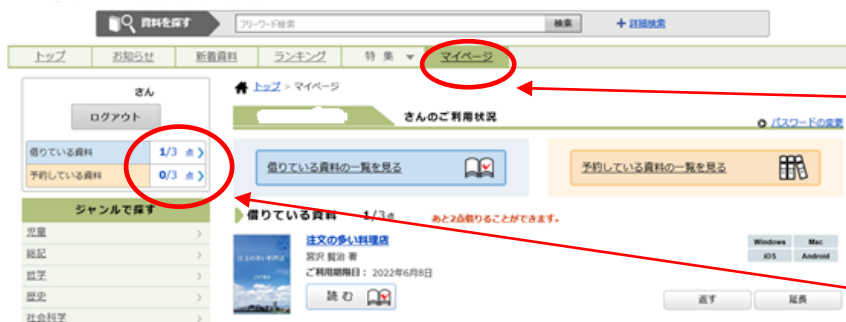 資料を探す フリーワード検索 検索 + 詳細検索
トップ お知らせ 新着資料 ランキング 特 集 ▼ マイページ
さん
ログアウト
借りている資料 1/3 点 〉
予約している資料 0/3 点 〉
ジャンルで探す
児童
総記
哲学
歴史
社会科学
トップ > マイページ
さんのご利用状況
パスワードの変更
借りている資料の一覧を見る
予約している資料の一覧を見る
借りている資料 1/3点 あと2点借りることができます。
注文の多い料理店
宮沢 賢治 著
ご利用期限日： 2022年6月8日
読 む
Windows Mac
iOS Android
返す 延長